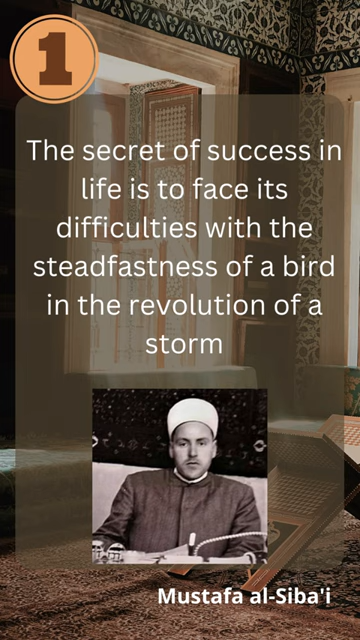 1
The secret of success in
life is to face its
difficulties with the
steadfastness of a bird
in the revolution of a
storm
Mustafa al-Siba'i